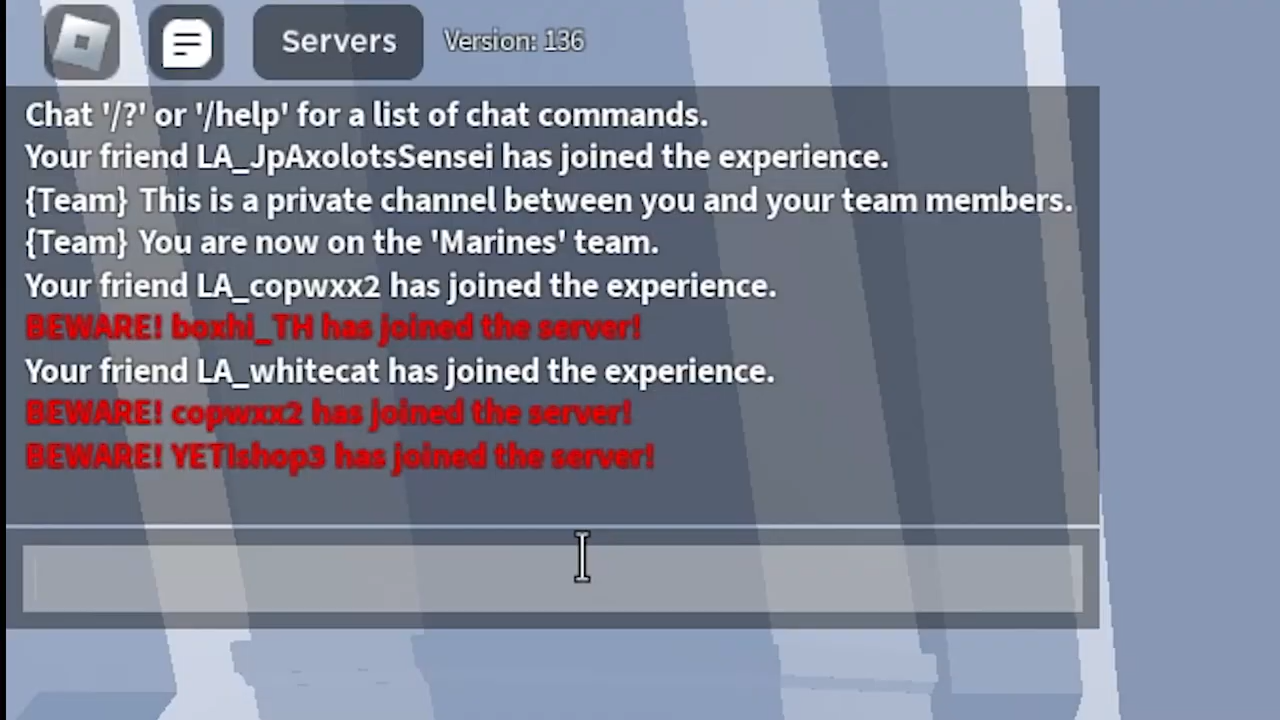 Servers Version: 136
Chat '/?' or '/help' for a list of chat commands.
Your friend LA_JpAxolotsSensei has joined the experience.
{Team} This is a private channel between you and your team members.
{Team} You are now on the 'Marines' team.
Your friend LA_copwxx2 has joined the experience.
BEWARE! boxhi_TH has joined the server!
Your friend LA_whitecat has joined the experience.
BEWARE! copwxx2 has joined the server!
BEWARE! YETIshop3 has joined the server!